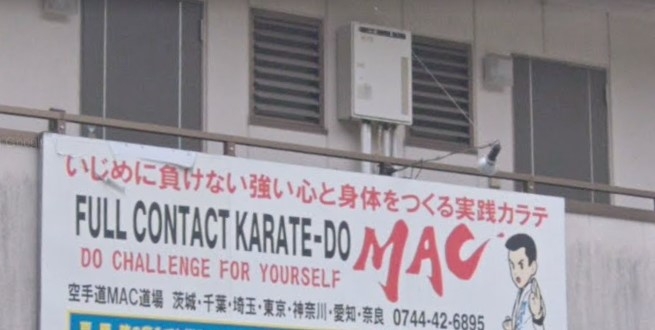 いじめに負けない強い心と身体をつくる実践カラテ
FULL CONTACT KARATE-DO MAC
DO CHALLENGE FOR YOURSELF
空手道MAC道場 茨城・千葉・埼玉・東京・神奈川・愛知・奈良 0744-42-6895